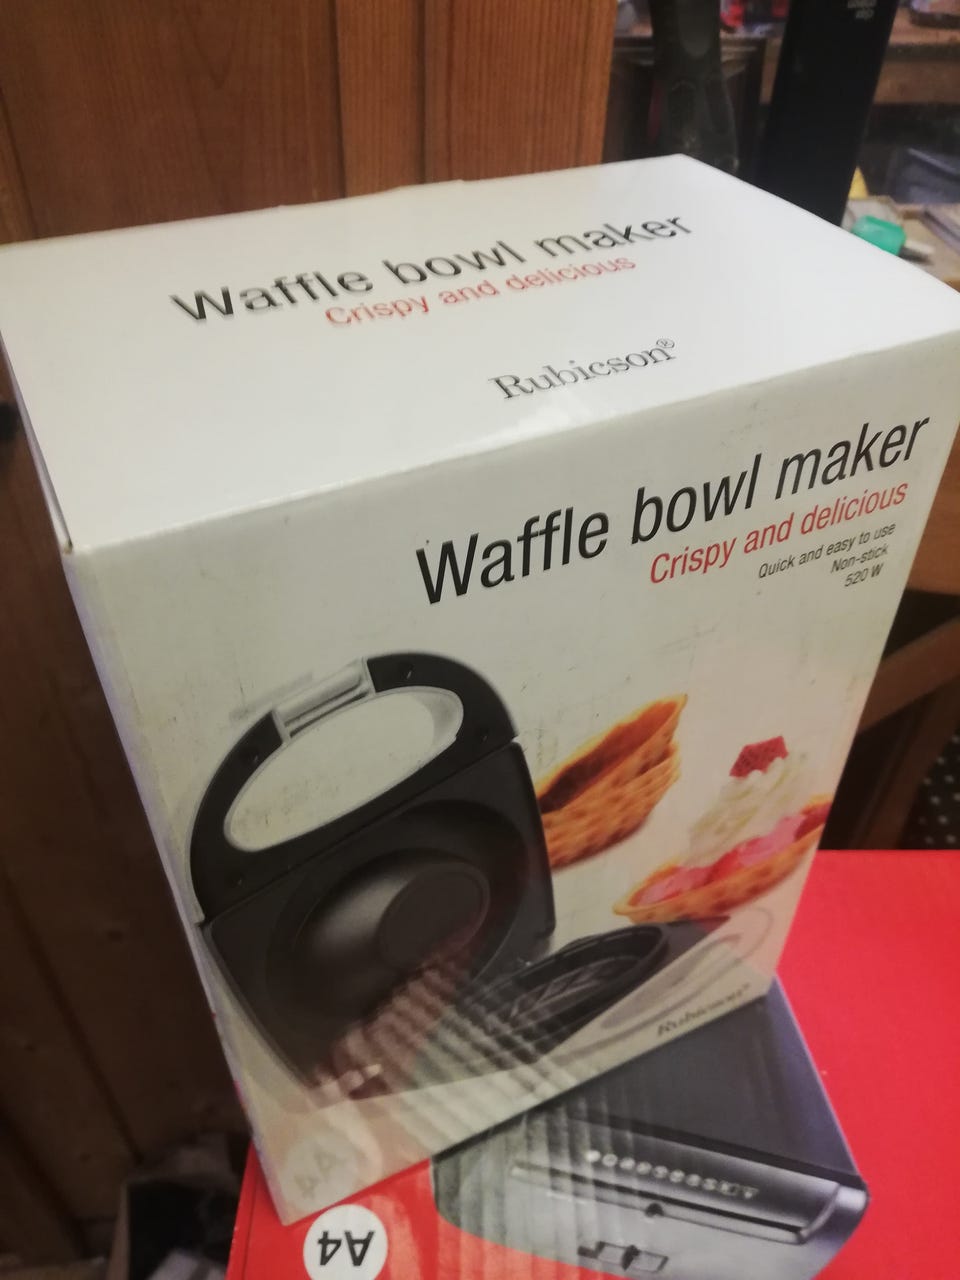 Waffle bowl maker
Crispy and delicious
Rubicson®
Waffle bowl maker
Crispy and delicious
Quick and easy to use
Non-stick
520 W
Rubicson®
A4